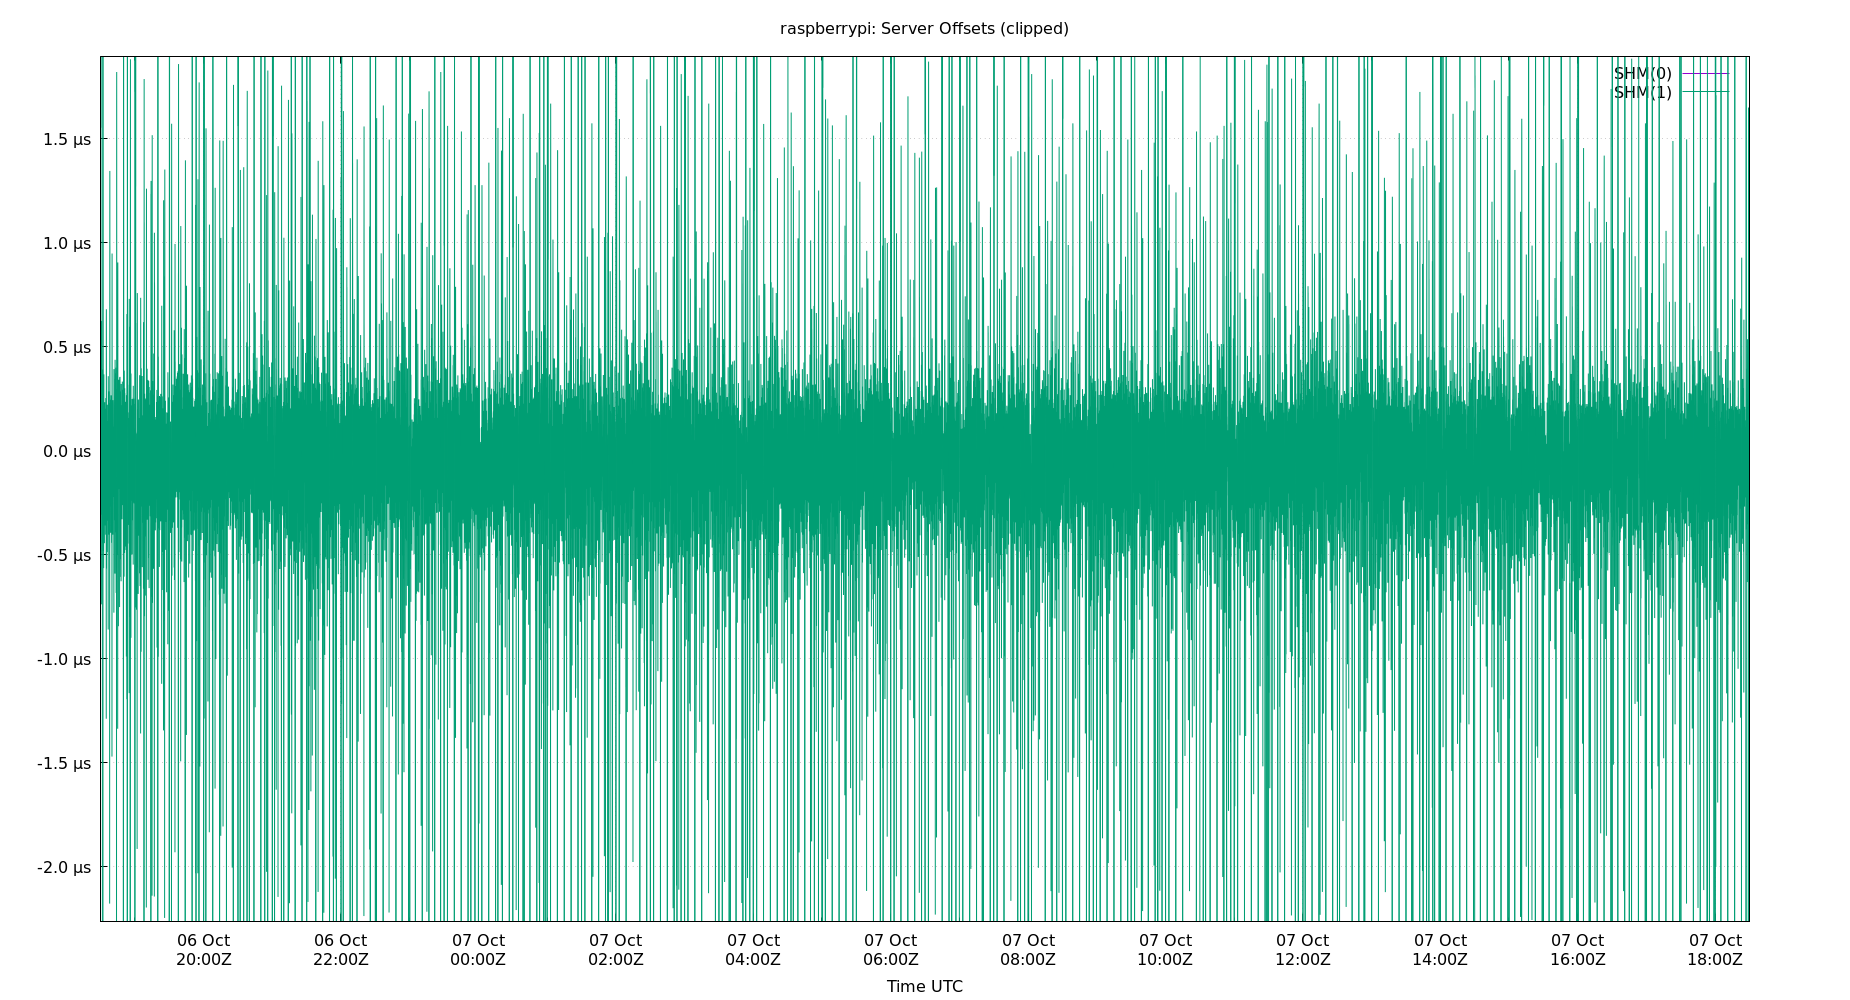 raspberrypi: Server Offsets (clipped)
SHM(0)
SHM(1)
1.5 µs
1.0 µs
0.5 µs
0.0 µs
-0.5 µs
-1.0 µs
-1.5 µs
-2.0 µs
06 Oct 06 Oct 07 Oct 07 Oct 07 Oct 07 Oct 07 Oct 07 Oct 07 Oct 07 Oct 07 Oct 07 Oct
20:00Z 22:00Z 00:00Z 02:00Z 04:00Z 06:00Z 08:00Z 10:00Z 12:00Z 14:00Z 16:00Z 18:00Z
Time UTC